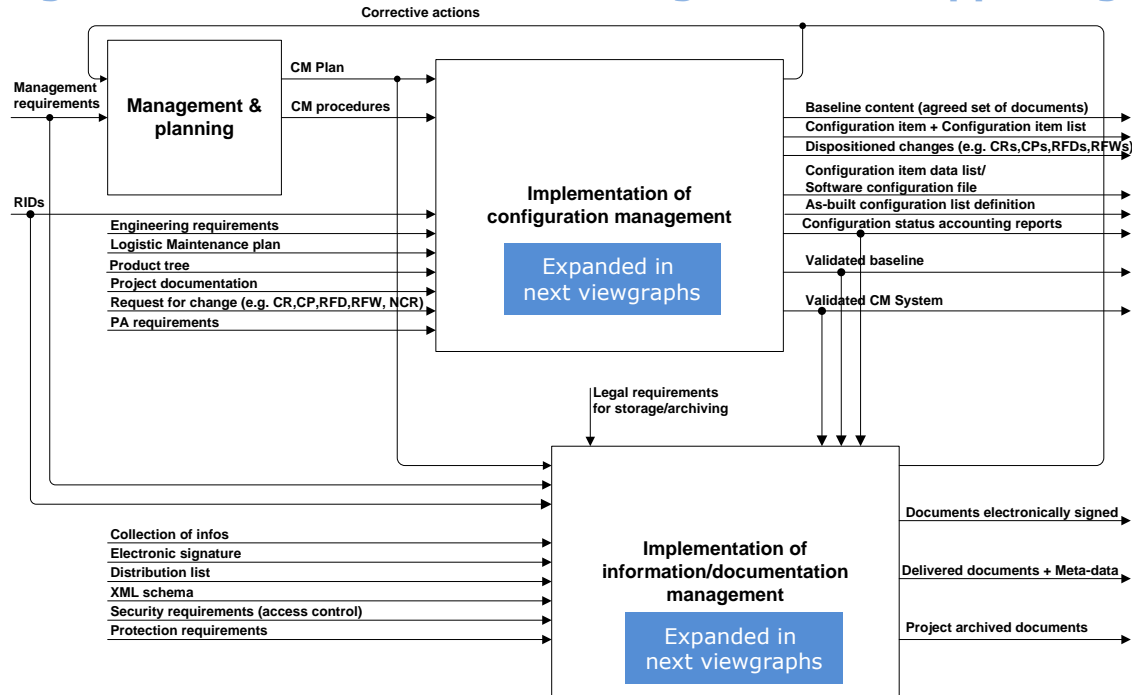 Corrective actions
CM Plan
Management
requirements
Management &
planning
CM procedures
Baseline content (agreed set of documents)
Configuration item + Configuration item list
Dispositioned changes (e.g. CRs,CPs,RFDs,RFWs)
Configuration item data list/
Software configuration file
As-built configuration list definition
Configuration status accounting reports
Validated baseline
Validated CM System
RIDs
Implementation of
configuration management
Expanded in
next viewgraphs
Engineering requirements
Logistic Maintenance plan
Product tree
Project documentation
Request for change (e.g. CR,CP,RFD,RFW, NCR)
PA requirements
Legal requirements
for storage/archiving
Collection of infos
Electronic signature
Distribution list
XML schema
Security requirements (access control)
Protection requirements
Implementation of
information/documentation
management
Expanded in
next viewgraphs
Documents electronically signed
Delivered documents + Meta-data
Project archived documents